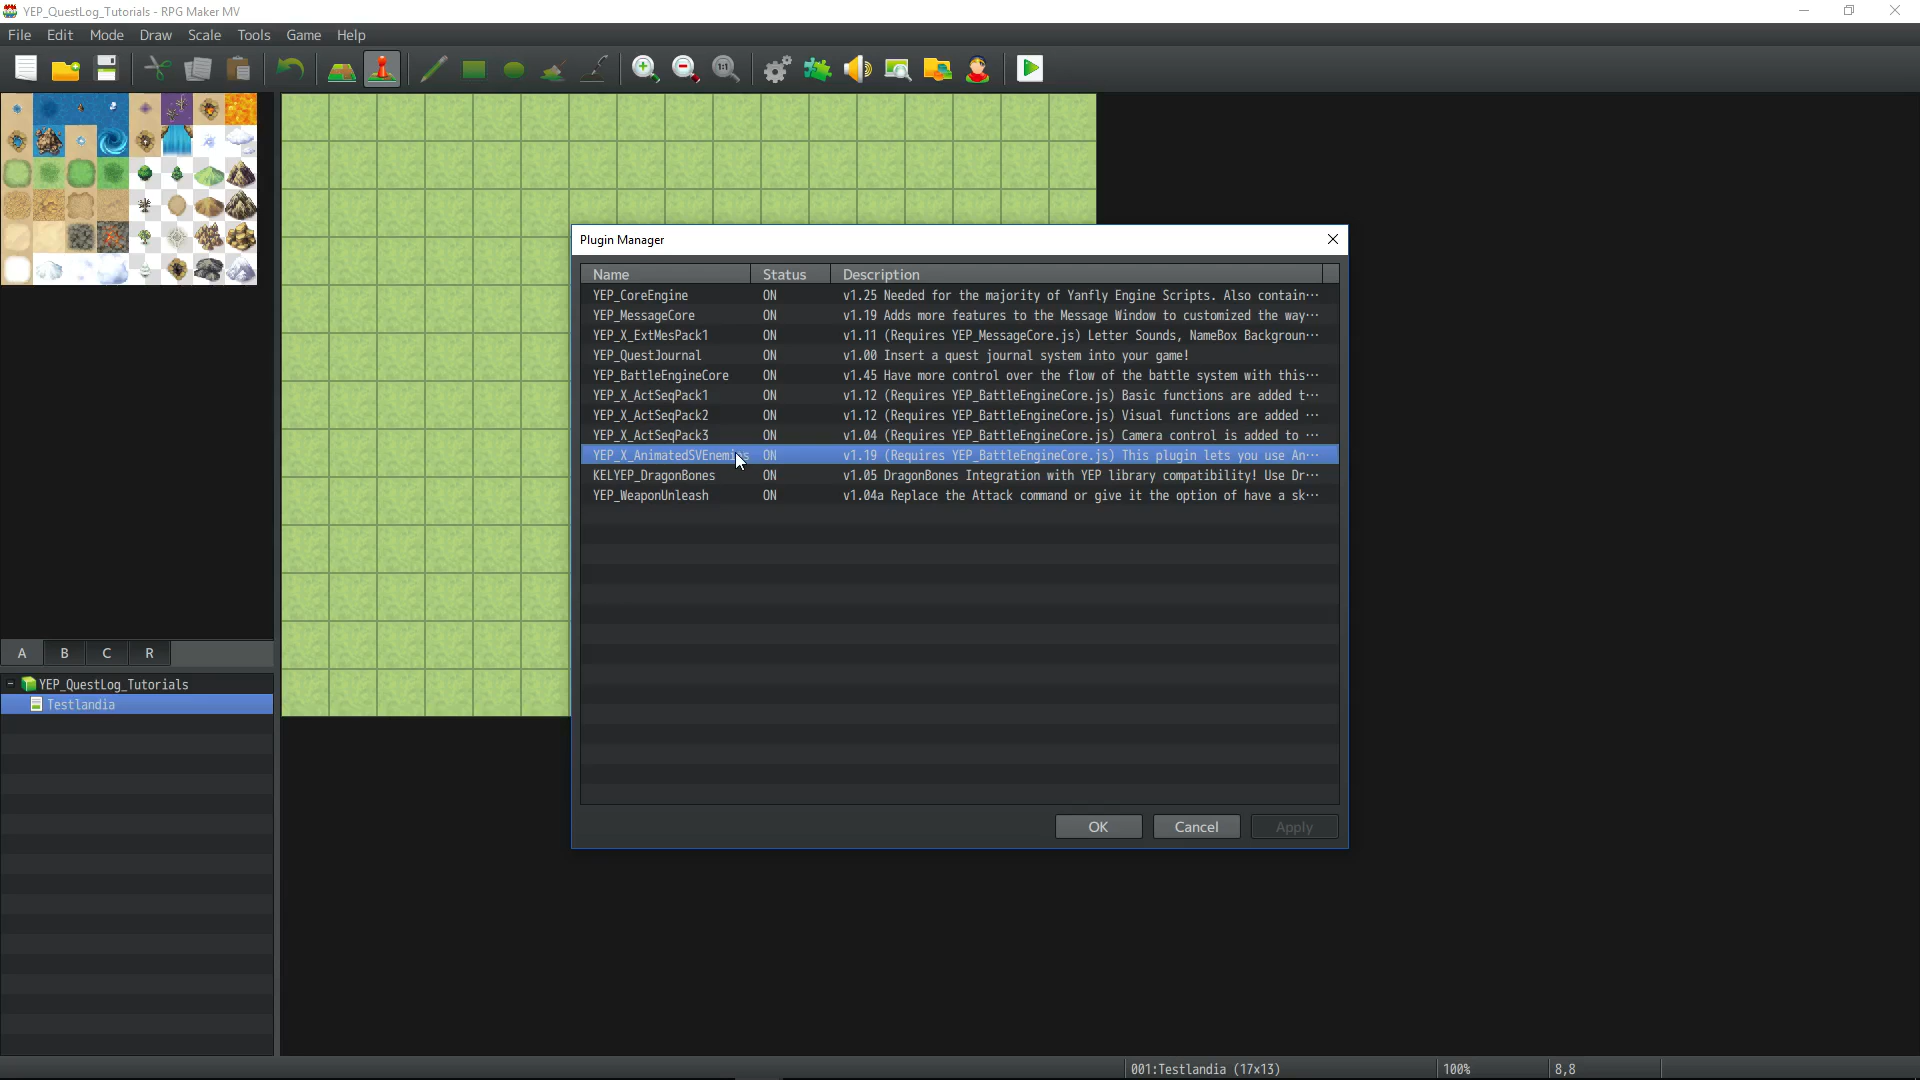 YEP_QuestLog_Tutorials - RPG Maker MV
File Edit Mode Draw Scale Tools Game Help
1:1
Plugin Manager
Name Status Description
YEP_CoreEngine ON v1.25 Needed for the majority of Yanfly Engine Scripts. Also contain···
YEP_MessageCore ON v1.19 Adds more features to the Message Window to customized the way···
YEP_X_ExtMesPack1 ON v1.11 (Requires YEP_MessageCore.js) Letter Sounds, NameBox Backgroun···
YEP_QuestJournal ON v1.00 Insert a quest journal system into your game!
YEP_BattleEngineCore ON v1.45 Have more control over the flow of the battle system with this···
YEP_X_ActSeqPack1 ON v1.12 (Requires YEP_BattleEngineCore.js) Basic functions are added t···
YEP_X_ActSeqPack2 ON v1.12 (Requires YEP_BattleEngineCore.js) Visual functions are added ···
YEP_X_ActSeqPack3 ON v1.04 (Requires YEP_BattleEngineCore.js) Camera control is added to ···
YEP_X_AnimatedSVEnemies ON v1.19 (Requires YEP_BattleEngineCore.js) This plugin lets you use An···
KELYEP_DragonBones ON v1.05 DragonBones Integration with YEP library compatibility! Use Dr···
YEP_WeaponUnleash ON v1.04a Replace the Attack command or give it the option of have a sk···
OK Cancel Apply
A B C R
YEP_QuestLog_Tutorials
Testlandia
001:Testlandia (17x13) 100% 8,8